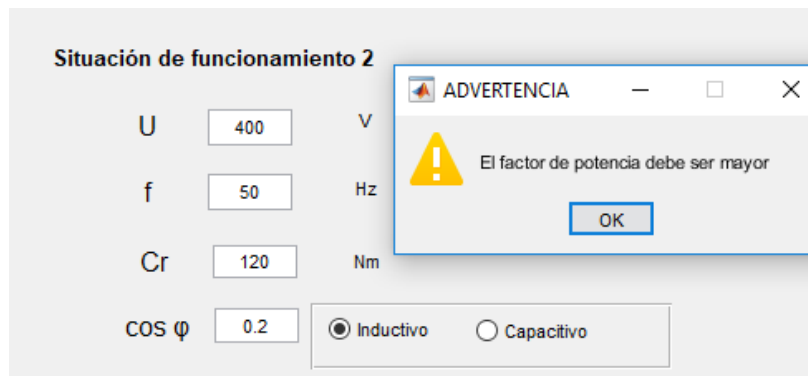 Situación de funcionamiento 2
ADVERTENCIA
El factor de potencia debe ser mayor
OK
U 400 V
f 50 Hz
Cr 120 Nm
cos φ 0.2 Inductivo Capacitivo